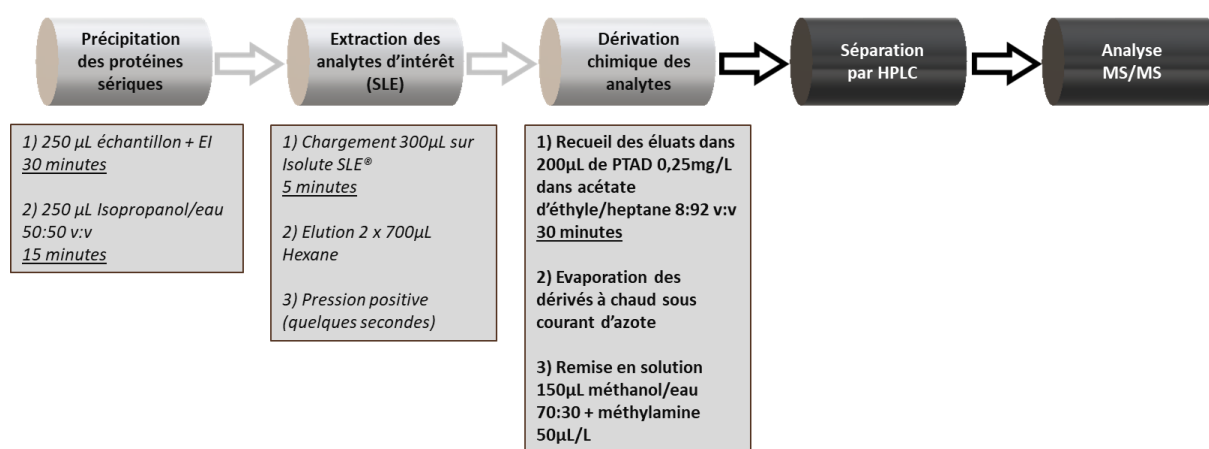 Précipitation
des protéines
sériques
Extraction des
analytes d'intérêt
(SLE)
Dérivation
chimique des
analytes
Séparation
par HPLC
Analyse
MS/MS
1) 250 µL échantillon + EI
30 minutes
2) 250 µL Isopropanol/eau
50:50 v:v
15 minutes
1) Chargement 300µL sur
Isolute SLE®
5 minutes
2) Elution 2 x 700µL
Hexane
3) Pression positive
(quelques secondes)
1) Recueil des éluats dans
200µL de PTAD 0,25mg/L
dans acétate
d'éthyle/heptane 8:92 v:v
30 minutes
2) Evaporation des
dérivés à chaud sous
courant d'azote
3) Remise en solution
150µL méthanol/eau
70:30 + méthylamine
50µL/L